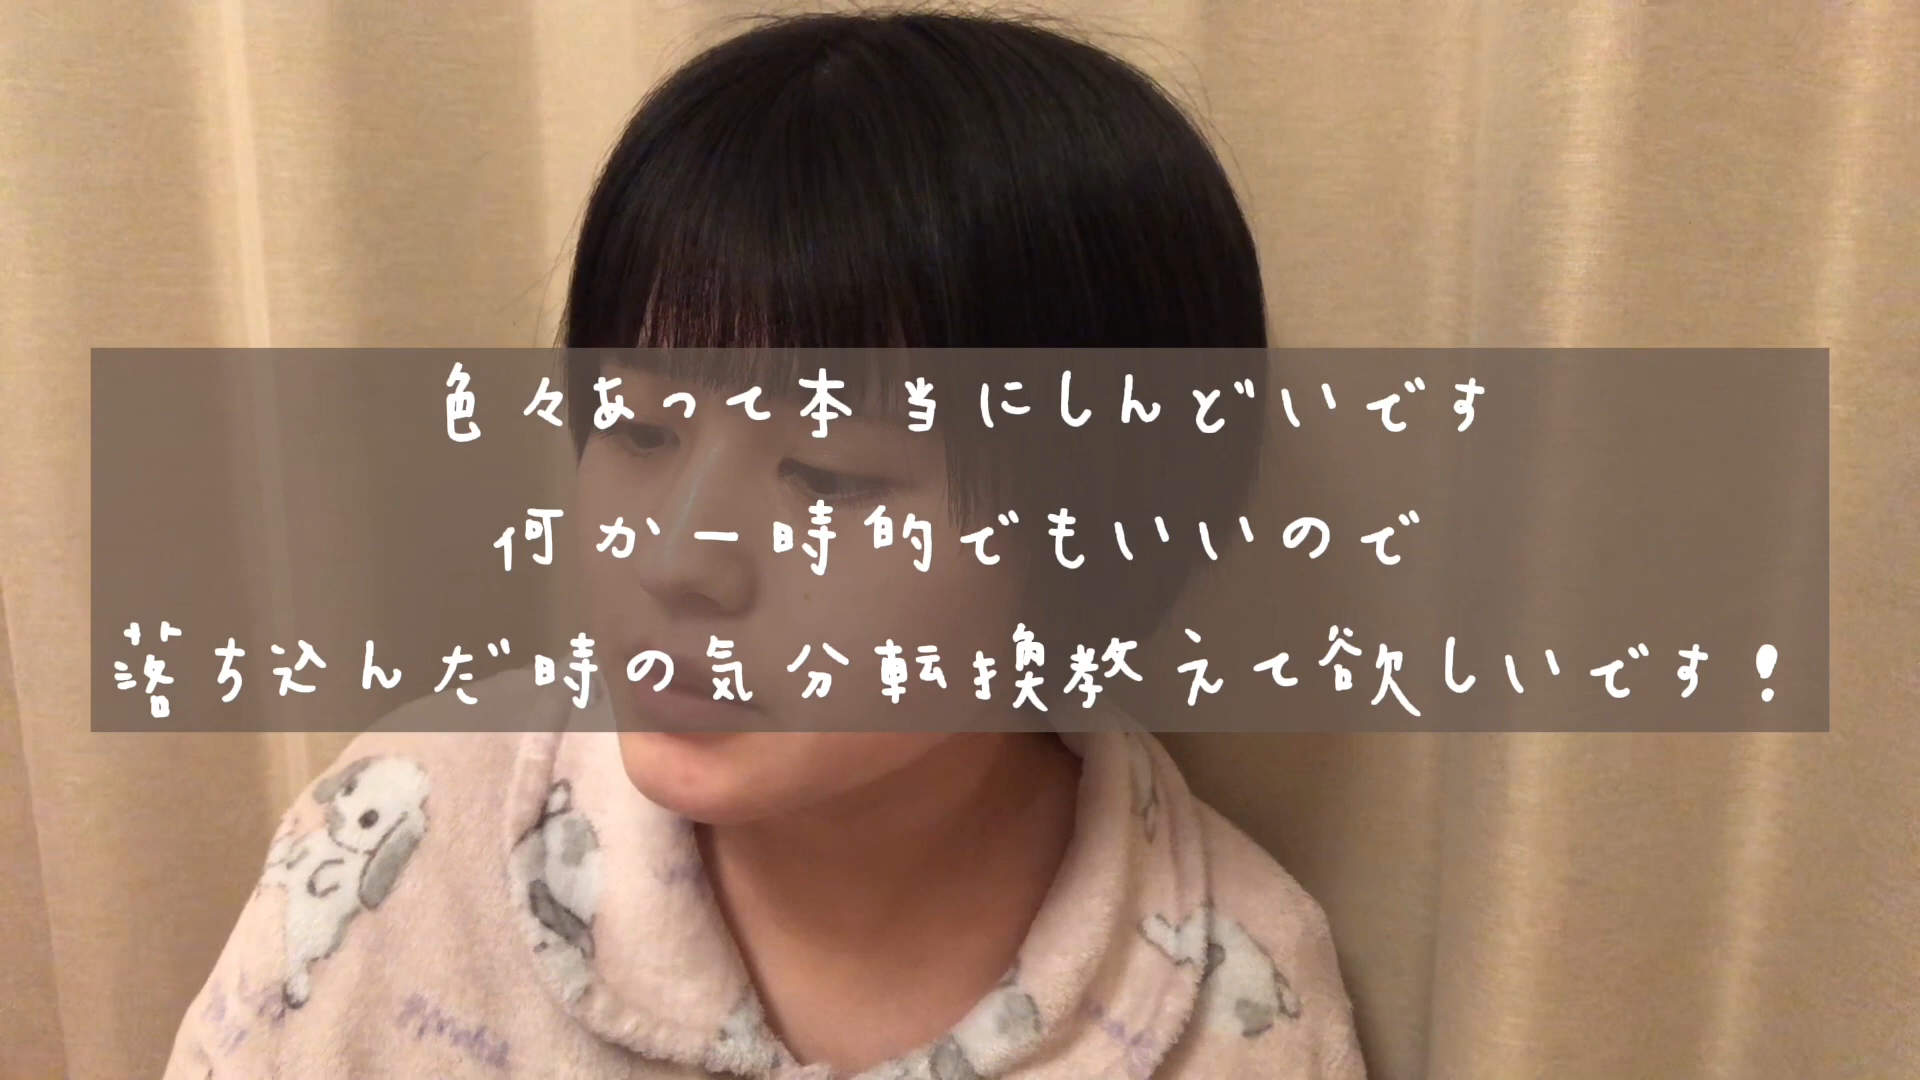 色々あって本当にしんどいです
何か一時的でもいいので
落ち込んだ時の気分転換教えて欲しいです！